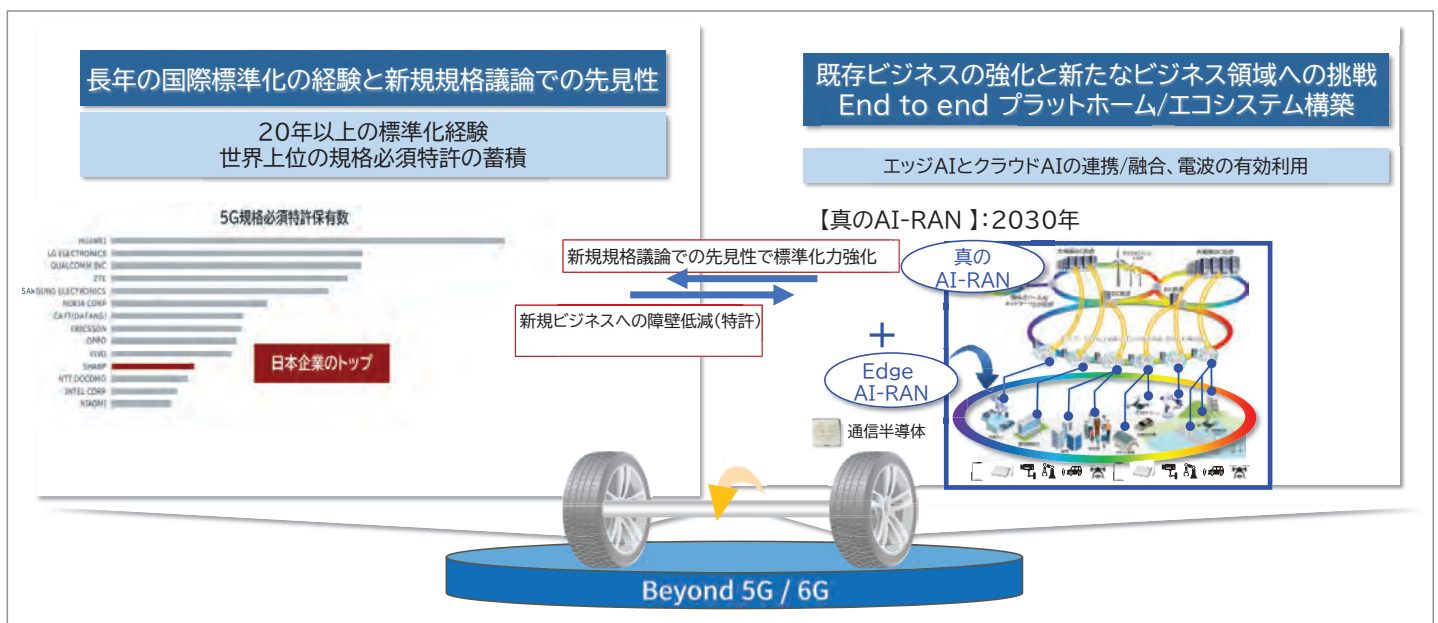 長年の国際標準化の経験と新規規格議論での先見性
20年以上の標準化経験
世界上位の規格必須特許の蓄積
5G規格必須特許保有数
HUAWEI
LG ELECTRONICS
QUALCOMM INC
ZTE
SAMSUNG ELECTRONICS
NOKIA CORP
CATT(DATANG)
ERICSSON
OPPO
VIVO
SHARP
NTT DOCOMO
INTEL CORP
XIAOMI
日本企業のトップ
新規規格議論での先見性で標準化力強化
新規ビジネスへの障壁低減(特許)
既存ビジネスの強化と新たなビジネス領域への挑戦
End to end プラットホーム/エコシステム構築
エッジAIとクラウドAIの連携/融合、電波の有効利用
【真のAI-RAN 】:2030年
真の
AI-RAN
+
Edge
AI-RAN
通信半導体
Beyond 5G / 6G